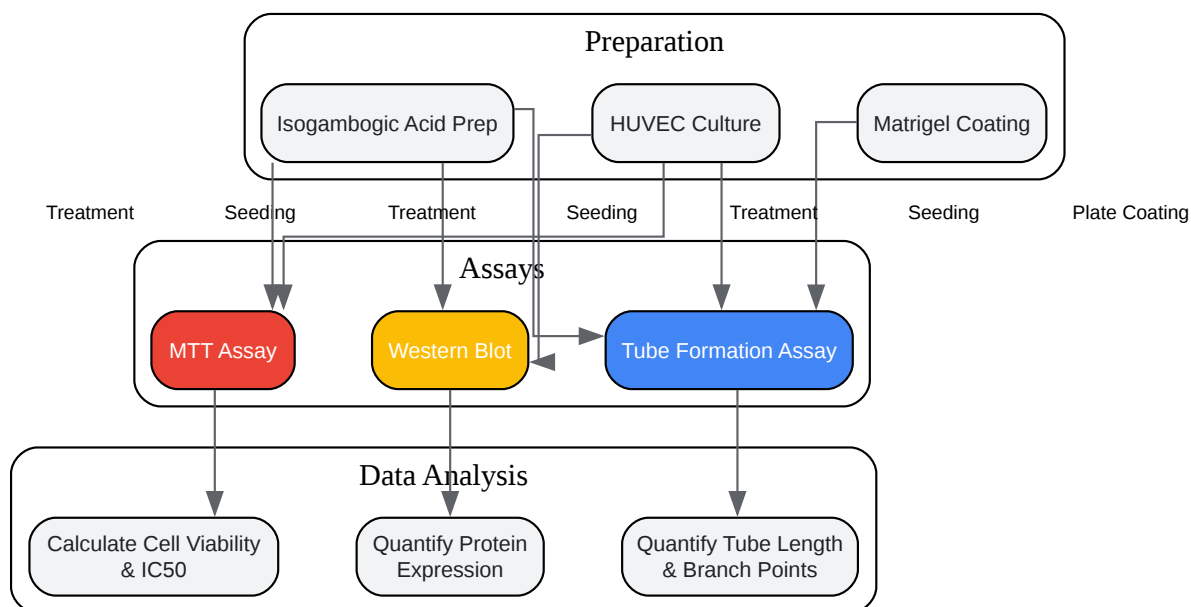 Preparation
Isogambogic Acid Prep
HUVEC Culture
Matrigel Coating
Treatment
Seeding
Treatment
Seeding
Treatment
Seeding
Plate Coating
Assays
MTT Assay
Western Blot
Tube Formation Assay
Data Analysis
Calculate Cell Viability
& IC50
Quantify Protein
Expression
Quantify Tube Length
& Branch Points